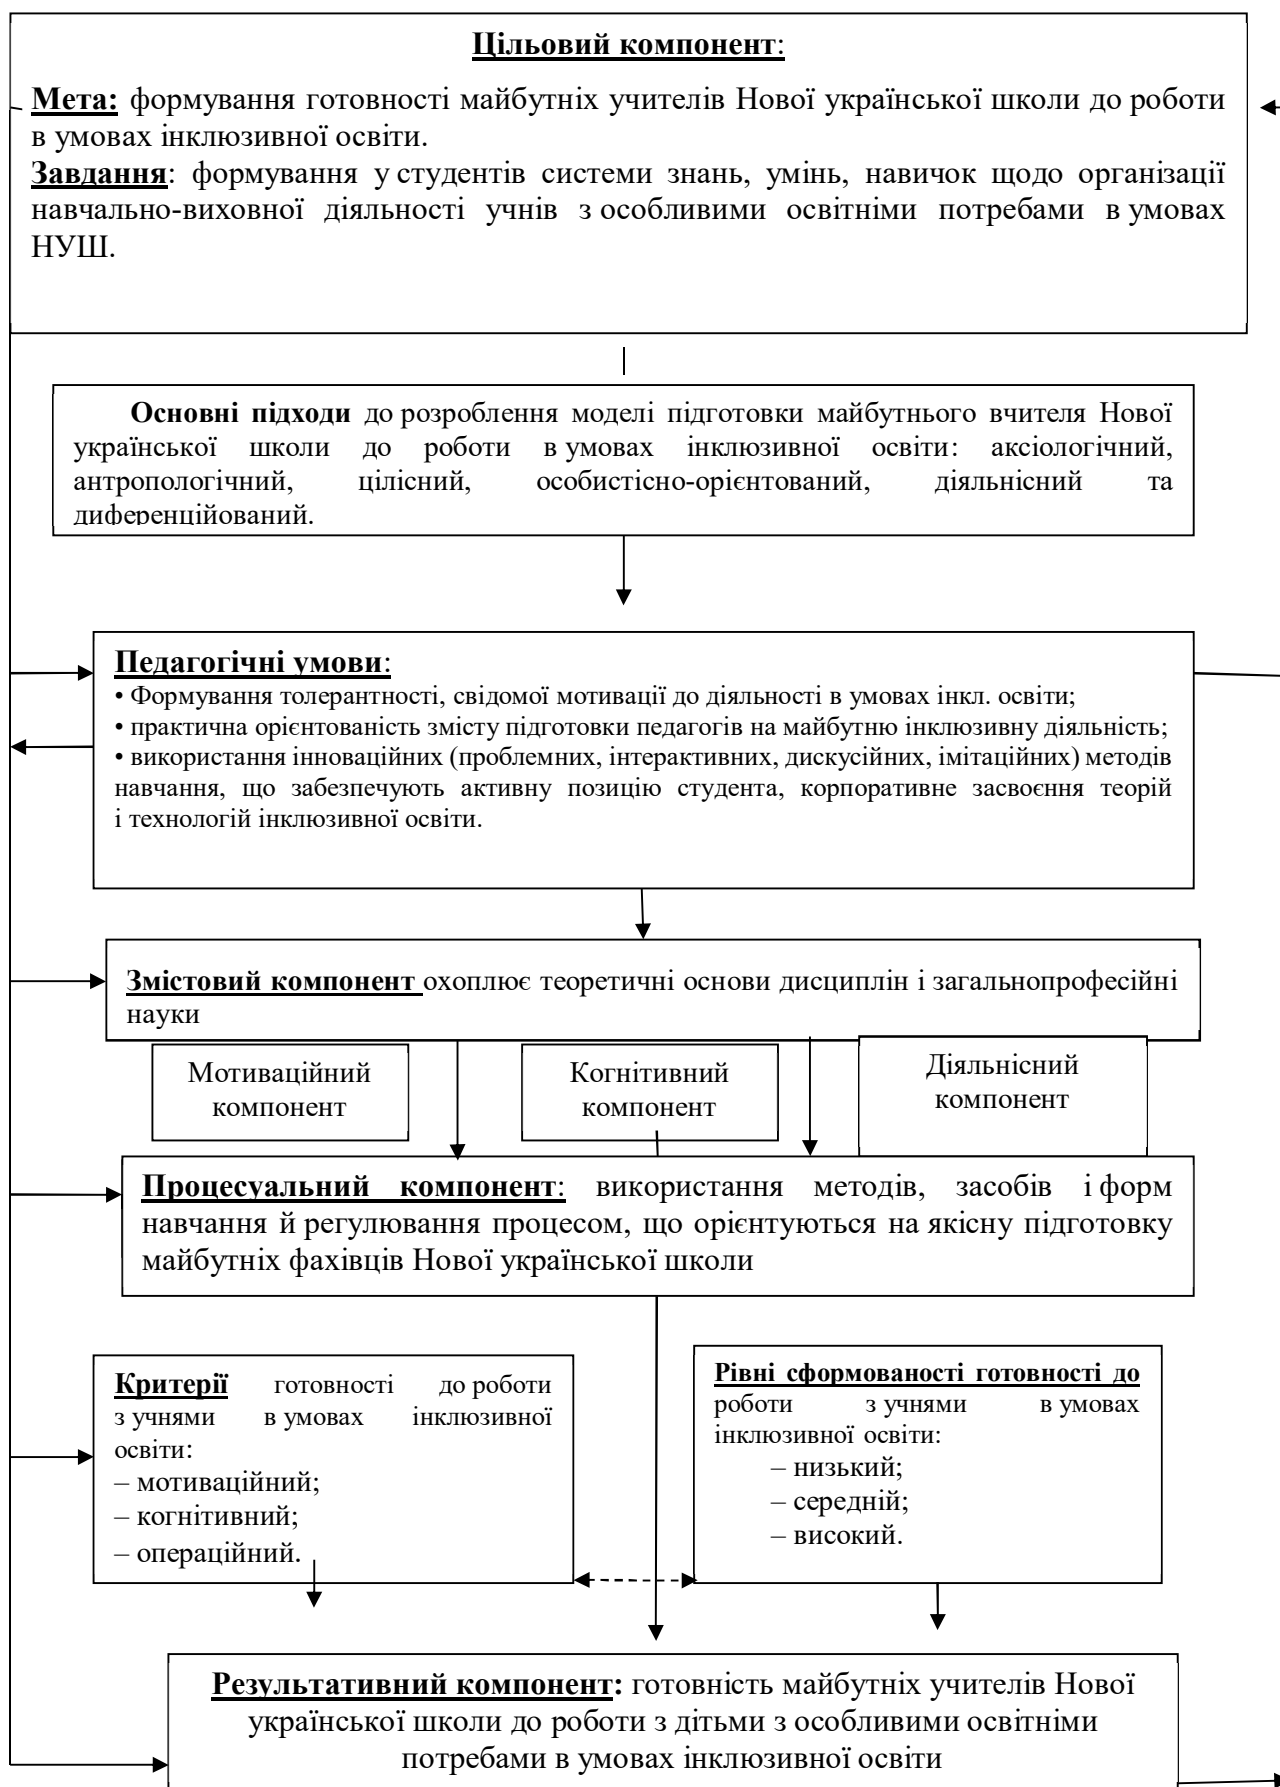 Цільовий компонент:
Мета: формування готовності майбутніх учителів Нової української школи до роботи
в умовах інклюзивної освіти.
Завдання: формування у студентів системи знань, умінь, навичок щодо організації
навчально-виховної діяльності учнів з особливими освітніми потребами в умовах
НУШ.
Основні підходи до розроблення моделі підготовки майбутнього вчителя Нової
української школи до роботи в умовах інклюзивної освіти: аксіологічний,
антропологічний, цілісний, особистісно-орієнтований, діяльнісний та
диференційований.
Педагогічні умови:
• Формування толерантності, свідомої мотивації до діяльності в умовах інкл. освіти;
• практична орієнтованість змісту підготовки педагогів на майбутню інклюзивну діяльність;
• використання інноваційних (проблемних, інтерактивних, дискусійних, імітаційних) методів
навчання, що забезпечують активну позицію студента, корпоративне засвоєння теорій
і технологій інклюзивної освіти.
Змістовий компонент охоплює теоретичні основи дисциплін і загальнопрофесійні
науки
Мотиваційний
компонент
Когнітивний
компонент
Діяльнісний
компонент
Процесуальний компонент: використання методів, засобів і форм
навчання й регулювання процесом, що орієнтуються на якісну підготовку
майбутніх фахівців Нової української школи
Критерії готовності до роботи
з учнями в умовах інклюзивної
освіти:
– мотиваційний;
– когнітивний;
– операційний.
Рівні сформованості готовності до
роботи з учнями в умовах
інклюзивної освіти:
– низький;
– середній;
– високий.
Результативний компонент: готовність майбутніх учителів Нової
української школи до роботи з дітьми з особливими освітніми
потребами в умовах інклюзивної освіти